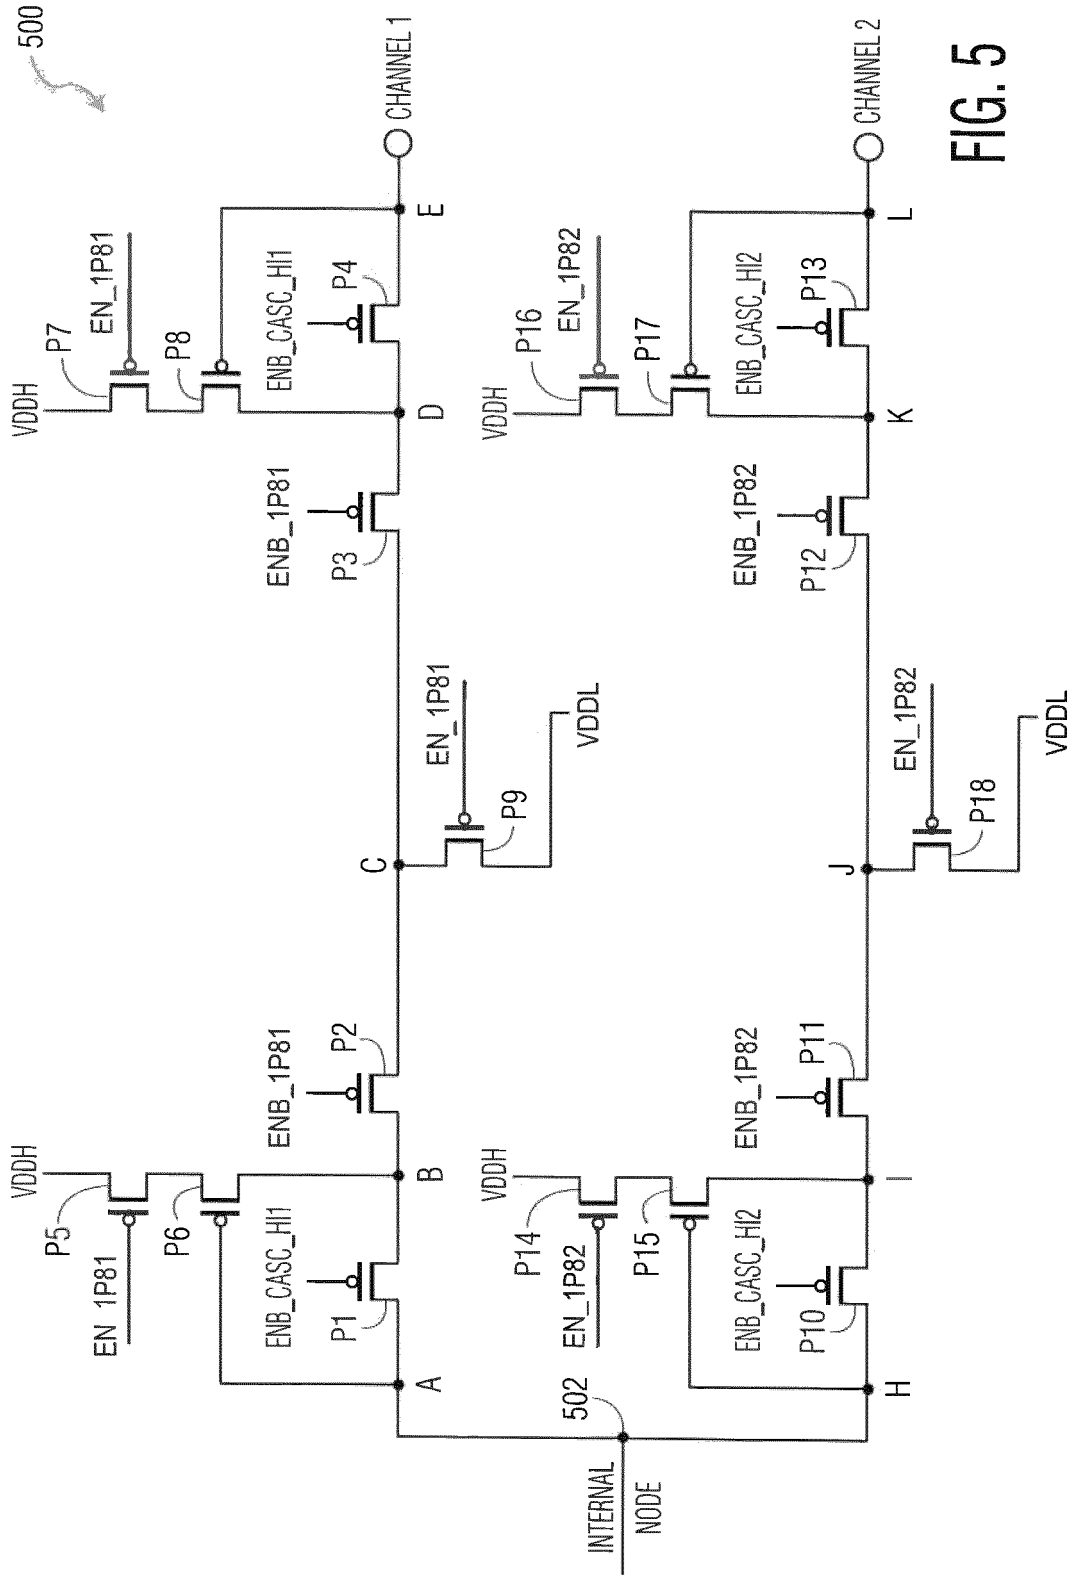 500
VDDH
P5
EN_1P81
P6
ENB_CASC_HI1
P1
A
B
ENB_1P81
P2
C
EN_1P81
P9
VDDL
ENB_1P81
P3
VDDH
P7
EN_1P81
P8
ENB_CASC_HI1
P4
D
E
CHANNEL 1
INTERNAL
NODE
502
VDDH
P14
EN_1P82
P15
ENB_CASC_HI2
P10
H
I
ENB_1P82
P11
J
EN_1P82
P18
VDDL
ENB_1P82
P12
VDDH
P16
EN_1P82
P17
ENB_CASC_HI2
P13
K
L
CHANNEL 2
FIG. 5